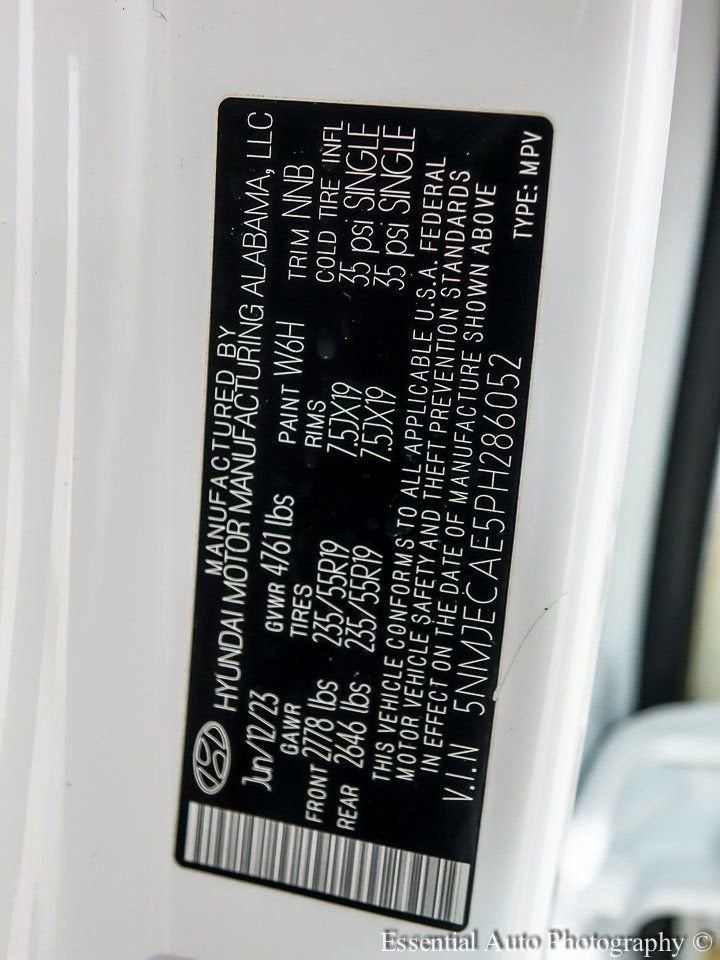 MANUFACTURED BY
HYUNDAI MOTOR MANUFACTURING ALABAMA, LLC
Jun/12/23 GVWR 4761 lbs PAINT W6H TRIM NNB
GAWR TIRES RIMS COLD TIRE INFL
FRONT 2778 lbs 235/55R19 7.5JX19 35 psi SINGLE
REAR 2646 lbs 235/55R19 7.5JX19 35 psi SINGLE
THIS VEHICLE CONFORMS TO ALL APPLICABLE U.S.A. FEDERAL
MOTOR VEHICLE SAFETY AND THEFT PREVENTION STANDARDS
IN EFFECT ON THE DATE OF MANUFACTURE SHOWN ABOVE
V.I.N 5NMJECAE5PH286052
TYPE: MPV
Essential Auto Photography ©